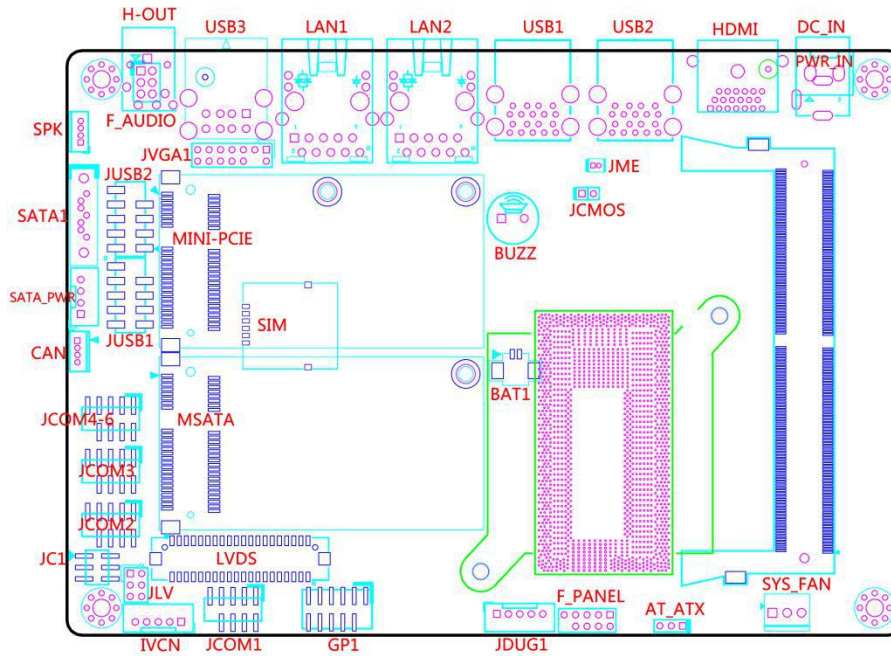 H-OUT
USB3
LAN1
LAN2
USB1
USB2
HDMI
DC_IN
PWR_IN
F_AUDIO
SPK
JVGA1
JME
JUSB2
JCMOS
SATA1
MINI-PCIE
BUZZ
SATA_PWR
SIM
JUSB1
CAN
BAT1
JCOM4-6
MSATA
JCOM3
JCOM2
JC1
LVDS
JLV
SYS_FAN
F_PANEL
AT_ATX
IVCN
JCOM1
GP1
JDUG1